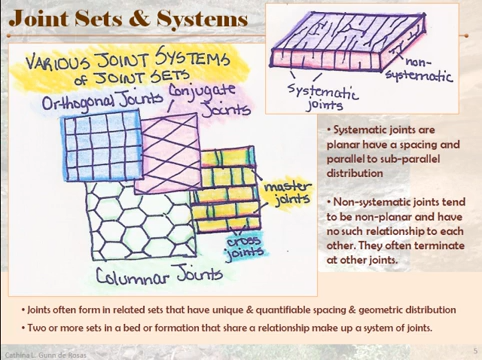 Joint Sets & Systems
VARIOUS JOINT SYSTEMS
of JOINT SETS
Orthogonal Joints
Conjugate
Joints
master
joints
cross
joints
Columnar Joints
non-
systematic
Systematic
joints
• Systematic joints are
planar have a spacing and
parallel to sub-parallel
distribution
• Non-systematic joints tend
to be non-planar and have
no such relationship to each
other. They often terminate
at other joints.
• Joints often form in related sets that have unique & quantifiable spacing & geometric distribution
• Two or more sets in a bed or formation that share a relationship make up a system of joints.
Cathina L. Gunn de Rosas
5